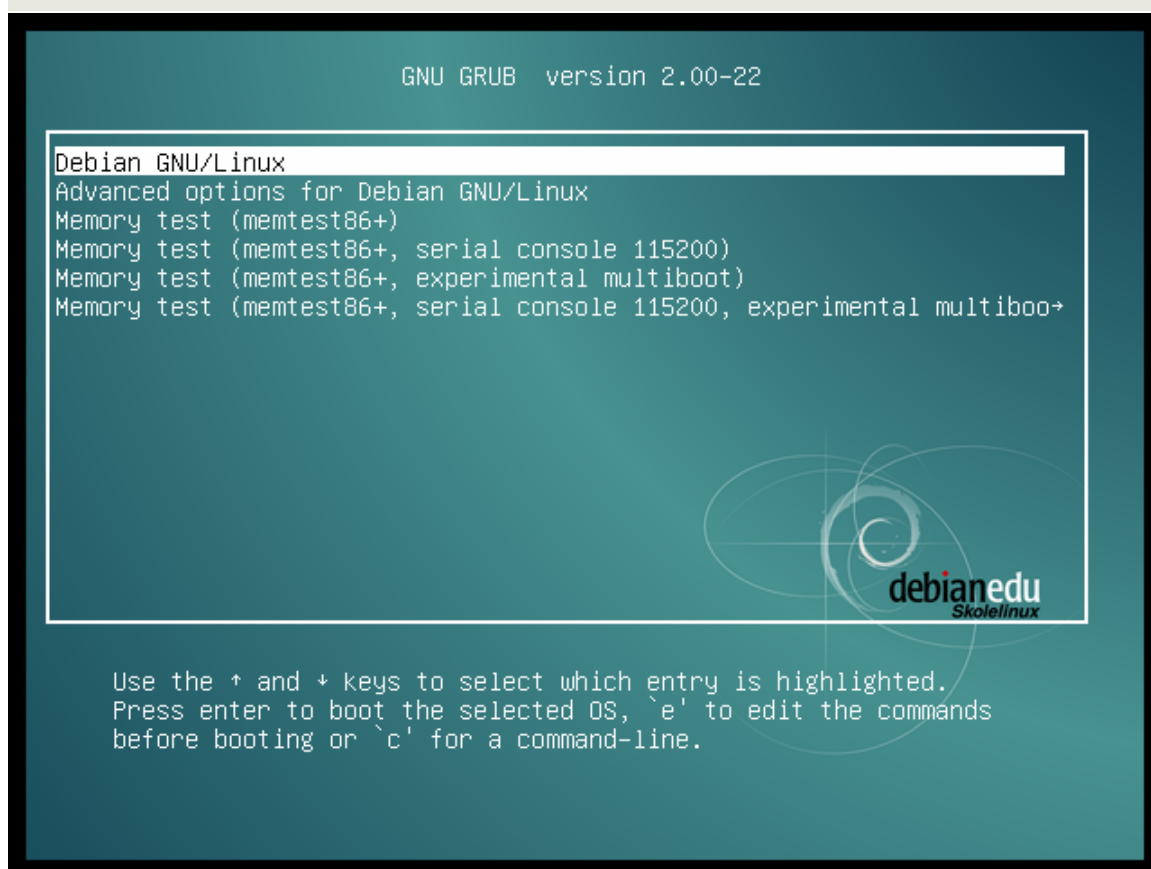 GNU GRUB  version 2.00-22
Debian GNU/Linux
Advanced options for Debian GNU/Linux
Memory test (memtest86+)
Memory test (memtest86+, serial console 115200)
Memory test (memtest86+, experimental multiboot)
Memory test (memtest86+, serial console 115200, experimental multiboo→
debianedu
Skolelinux
Use the ↑ and ↓ keys to select which entry is highlighted.
Press enter to boot the selected OS, `e' to edit the commands
before booting or `c' for a command-line.